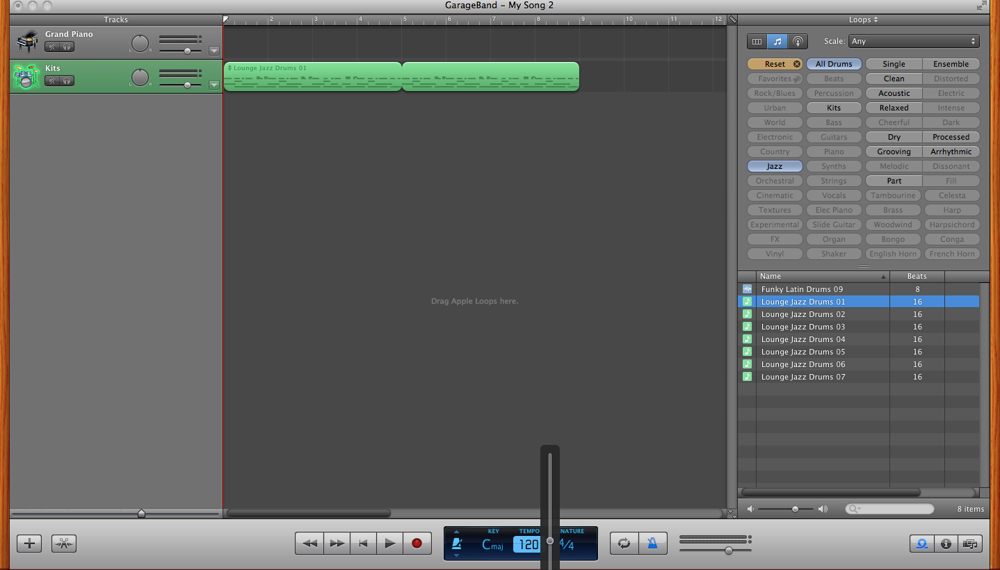 GarageBand - My Song 2
Tracks
2 3 4 5 6 7 8 9 10 11 12
Loops
Grand Piano
L R
Kits
L R
Lounge Jazz Drums 01
Drag Apple Loops here.
Scale: Any
Reset All Drums Single Ensemble
Favorites Beats Clean Distorted
Rock/Blues Percussion Acoustic Electric
Urban Kits Relaxed Intense
World Bass Cheerful Dark
Electronic Guitars Dry Processed
Country Piano Grooving Arrhythmic
Jazz Synths Melodic Dissonant
Orchestral Strings Part Fill
Cinematic Vocals Tambourine Celesta
Textures Elec Piano Brass Harp
Experimental Slide Guitar Woodwind Harpsichord
FX Organ Bongo Conga
Vinyl Shaker English Horn French Horn
Name Beats
Funky Latin Drums 09 8
Lounge Jazz Drums 01 16
Lounge Jazz Drums 02 16
Lounge Jazz Drums 03 16
Lounge Jazz Drums 04 16
Lounge Jazz Drums 05 16
Lounge Jazz Drums 06 16
Lounge Jazz Drums 07 16
8 items
KEY TEMPO NATURE
Cmaj 120 4/4